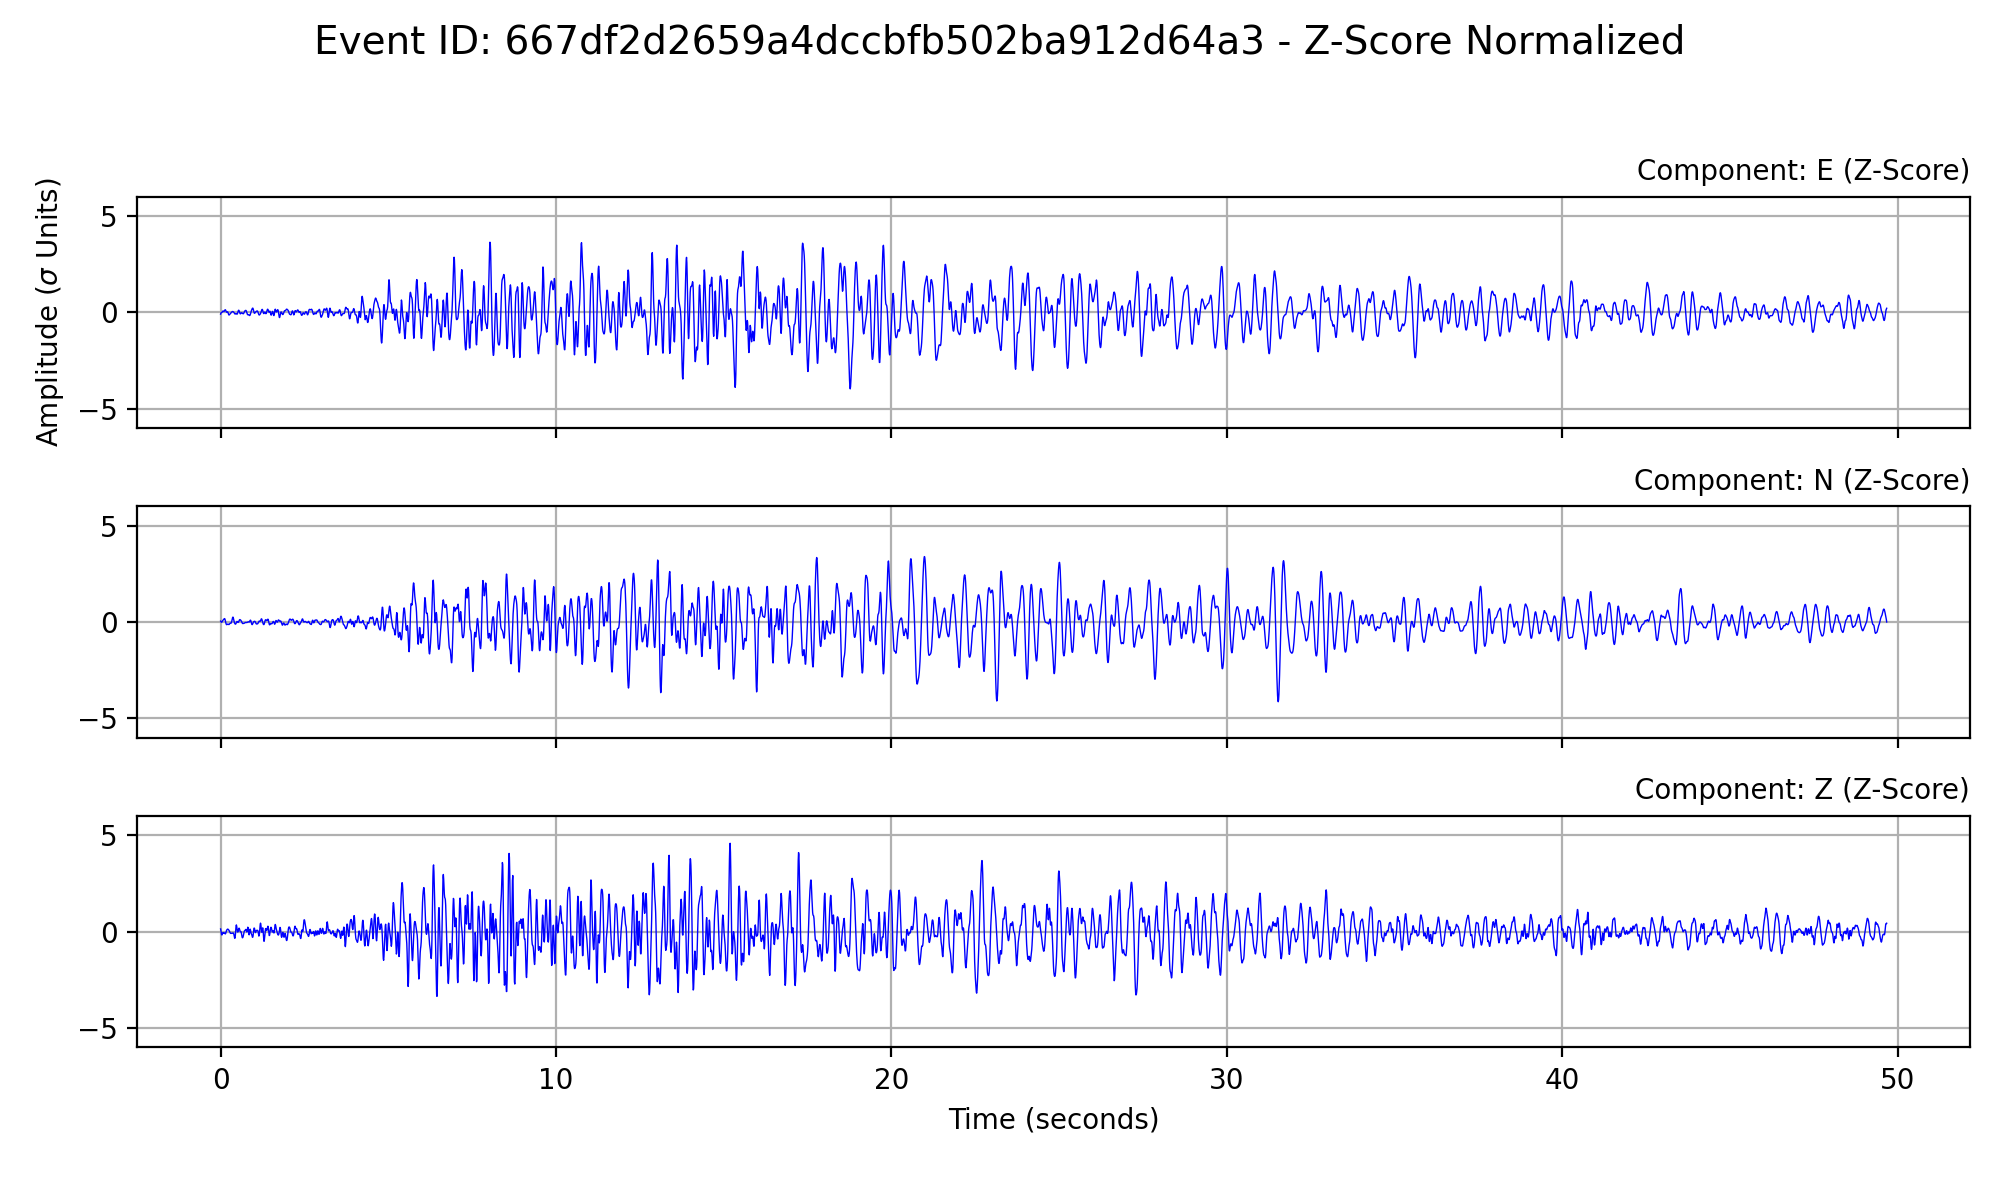 Event ID: 667df2d2659a4dccbfb502ba912d64a3 - Z-Score Normalized
Component: E (Z-Score)
Amplitude (σ Units)
5
0
−5
Component: N (Z-Score)
5
0
−5
Component: Z (Z-Score)
5
0
−5
0 10 20 30 40 50
Time (seconds)